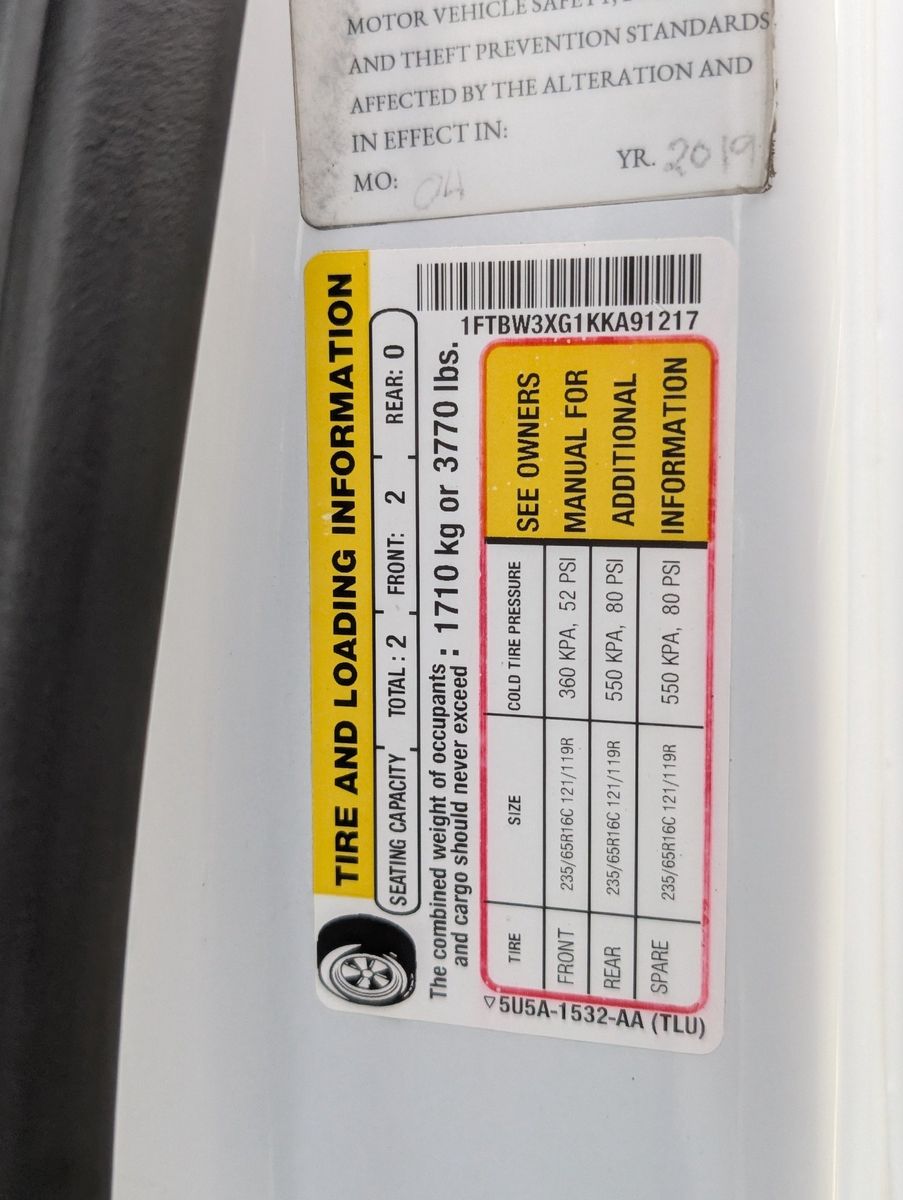 MOTOR VEHICLE SAFETY,
AND THEFT PREVENTION STANDARDS
AFFECTED BY THE ALTERATION AND
IN EFFECT IN:
MO: 04 YR. 2019
TIRE AND LOADING INFORMATION
SEATING CAPACITY TOTAL : 2 FRONT: 2 REAR: 0
The combined weight of occupants
and cargo should never exceed : 1710 kg or 3770 lbs.
TIRE SIZE COLD TIRE PRESSURE
FRONT 235/65R16C 121/119R 360 KPA, 52 PSI
REAR 235/65R16C 121/119R 550 KPA, 80 PSI
SPARE 235/65R16C 121/119R 550 KPA, 80 PSI
SEE OWNERS
MANUAL FOR
ADDITIONAL
INFORMATION
1FTBW3XG1KKA91217
5U5A-1532-AA (TLU)